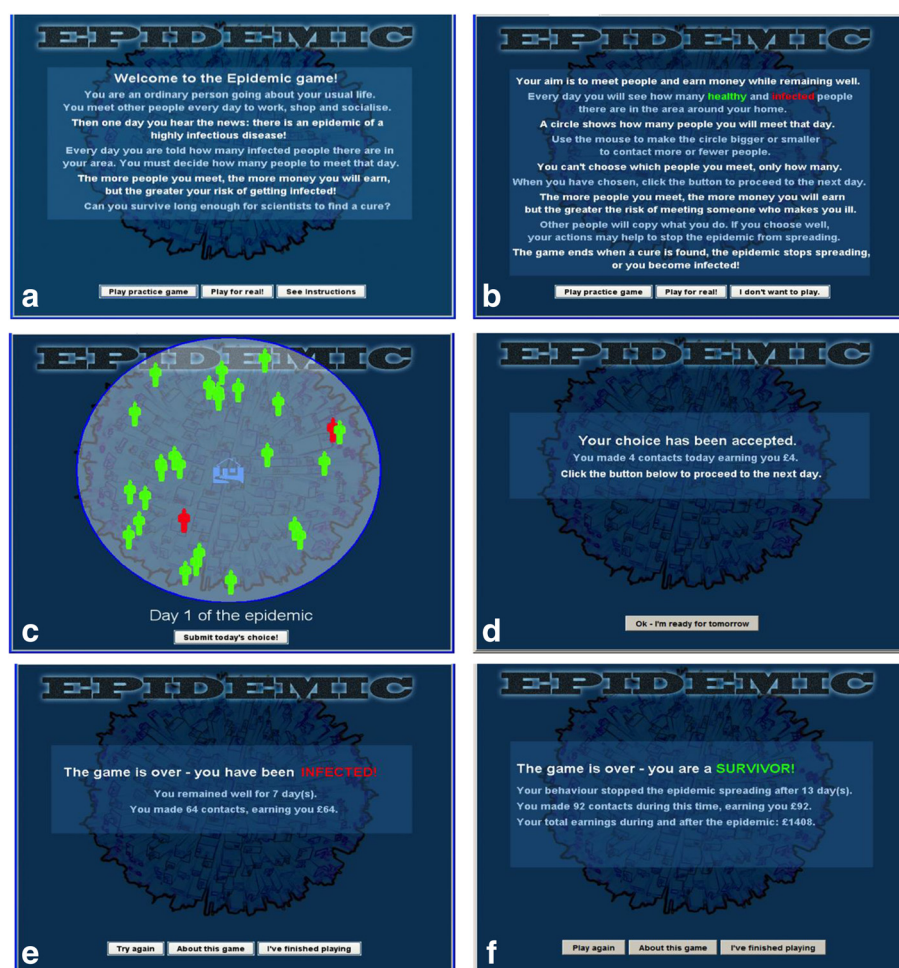 EPIDEMIC
Welcome to the Epidemic game!
You are an ordinary person going about your usual life.
You meet other people every day to work, shop and socialise.
Then one day you hear the news: there is an epidemic of a
highly infectious disease!
Every day you are told how many infected people there are in
your area. You must decide how many people to meet that day.
The more people you meet, the more money you will earn,
but the greater your risk of getting infected!
Can you survive long enough for scientists to find a cure?
Play practice game Play for real! See instructions
a
EPIDEMIC
Your aim is to meet people and earn money while remaining well.
Every day you will see how many healthy and infected people
there are in the area around your home.
A circle shows how many people you will meet that day.
Use the mouse to make the circle bigger or smaller
to contact more or fewer people.
You can't choose which people you meet, only how many.
When you have chosen, click the button to proceed to the next day.
The more people you meet, the more money you will earn
but the greater the risk of meeting someone who makes you ill.
Other people will copy what you do. If you choose well,
your actions may help to stop the epidemic from spreading.
The game ends when a cure is found, the epidemic stops spreading,
or you become infected!
Play practice game Play for real! I don't want to play.
b
EPIDEMIC
Day 1 of the epidemic
Submit today's choice!
c
EPIDEMIC
Your choice has been accepted.
You made 4 contacts today earning you £4.
Click the button below to proceed to the next day.
Ok - I'm ready for tomorrow
d
EPIDEMIC
The game is over - you have been INFECTED!
You remained well for 7 day(s).
You made 64 contacts, earning you £64.
Try again About this game I've finished playing
e
EPIDEMIC
The game is over - you are a SURVIVOR!
Your behaviour stopped the epidemic spreading after 13 day(s).
You made 92 contacts during this time, earning you £92.
Your total earnings during and after the epidemic: £1408.
Play again About this game I've finished playing
f